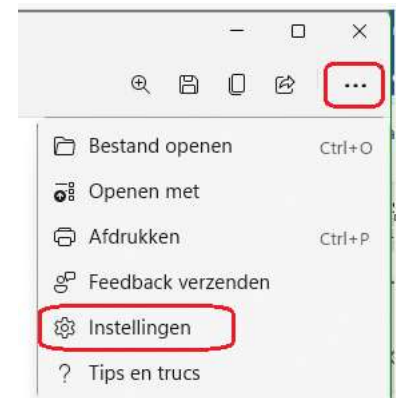 Bestand openen Ctrl+O
Openen met
Afdrukken Ctrl+P
Feedback verzenden
Instellingen
Tips en trucs